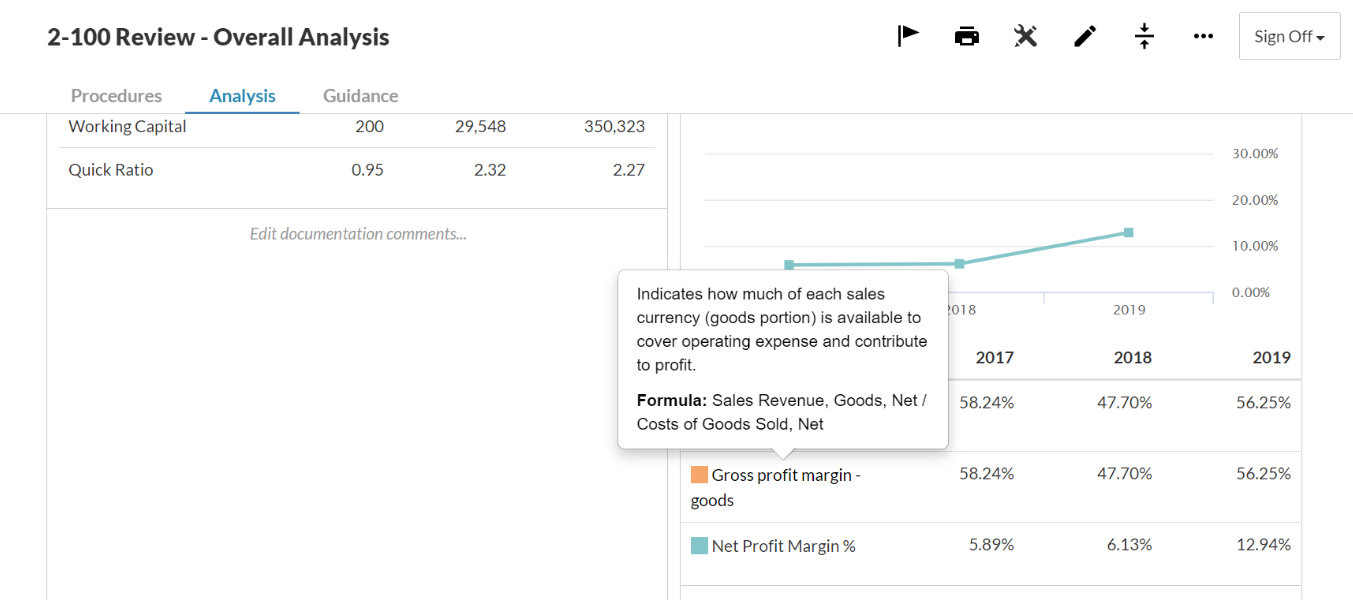 2-100 Review - Overall Analysis
Sign Off
Procedures Analysis Guidance
Working Capital 200 29,548 350,323
Quick Ratio 0.95 2.32 2.27
Edit documentation comments...
30.00%
20.00%
10.00%
0.00%
2018 2019
Indicates how much of each sales
currency (goods portion) is available to
cover operating expense and contribute
to profit.
Formula: Sales Revenue, Goods, Net /
Costs of Goods Sold, Net
2017 2018 2019
58.24% 47.70% 56.25%
Gross profit margin - 58.24% 47.70% 56.25%
goods
Net Profit Margin % 5.89% 6.13% 12.94%